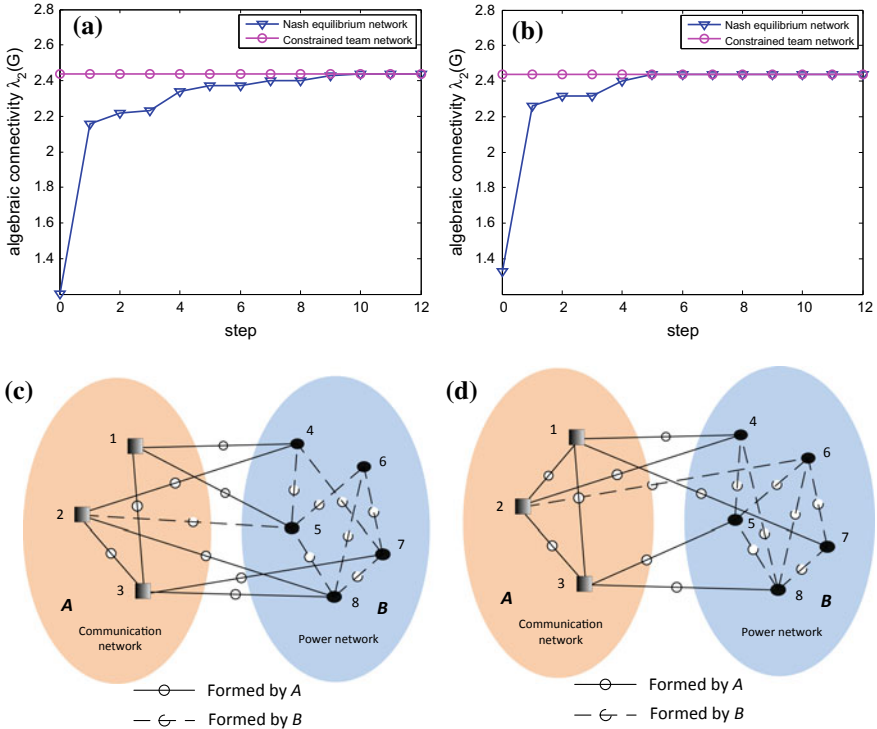 (a)
Nash equilibrium network
Constrained team network
algebraic connectivity λ2(G)
2.8
2.6
2.4
2.2
2
1.8
1.6
1.4
0 2 4 6 8 10 12
step
(b)
Nash equilibrium network
Constrained team network
algebraic connectivity λ2(G)
2.8
2.6
2.4
2.2
2
1.8
1.6
1.4
0 2 4 6 8 10 12
step
(c)
1
2
3
4
5
6
7
8
A
B
Communication
network
Power network
Formed by A
Formed by B
(d)
1
2
3
4
5
6
7
8
A
B
Communication
network
Power network
Formed by A
Formed by B